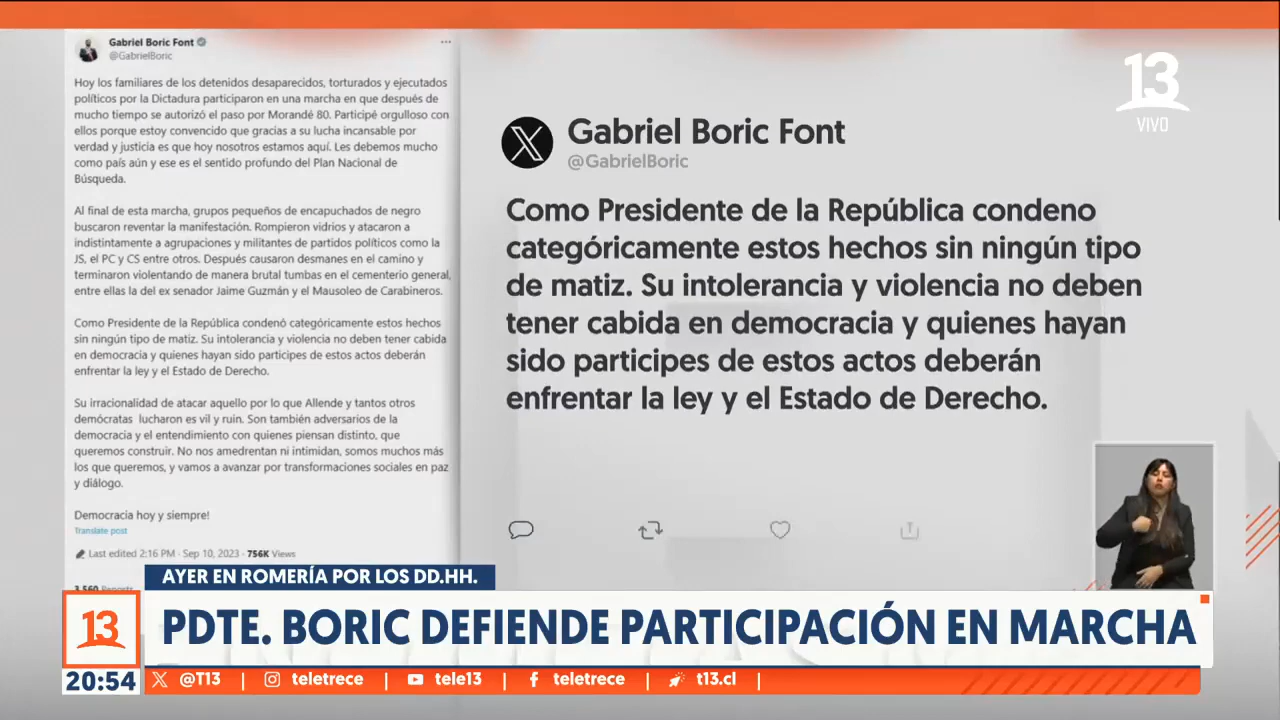 Gabriel Boric Font
@GabrielBoric
Hoy los familiares de los detenidos desaparecidos, torturados y ejecutados
políticos por la Dictadura participaron en una marcha en que después de
mucho tiempo se autorizó el paso por Morandé 80. Participé orgulloso con
ellos porque estoy convencido que gracias a su lucha incansable por
verdad y justicia es que hoy nosotros estamos aquí. Les debemos mucho
como país aún y ese es el sentido profundo del Plan Nacional de
Búsqueda.
Al final de esta marcha, grupos pequeños de encapuchados de negro
buscaron reventar la manifestación. Rompieron vidrios y atacaron a
indistintamente a agrupaciones y militantes de partidos políticos como la
JS, el PC y CS entre otros. Después causaron desmanes en el camino y
terminaron violentando de manera brutal tumbas en el cementerio general,
entre ellas la del ex senador Jaime Guzmán y el Mausoleo de Carabineros.
Como Presidente de la República condenó categóricamente estos hechos
sin ningún tipo de matiz. Su intolerancia y violencia no deben tener cabida
en democracia y quienes hayan sido participes de estos actos deberán
enfrentar la ley y el Estado de Derecho.
Su irracionalidad de atacar aquello por lo que Allende y tantos otros
demócratas lucharon es vil y ruin. Son también adversarios de la
democracia y el entendimiento con quienes piensan distinto, que
queremos construir. No nos amedrentan ni intimidan, somos muchos más
los que queremos, y vamos a avanzar por transformaciones sociales en paz
y diálogo.
Democracia hoy y siempre!
Translate post
Last edited 2:16 PM · Sep 10, 2023 · 756K Views
3,560 Reposts
Gabriel Boric Font
@GabrielBoric
Como Presidente de la República condeno
categóricamente estos hechos sin ningún tipo
de matiz. Su intolerancia y violencia no deben
tener cabida en democracia y quienes hayan
sido participes de estos actos deberán
enfrentar la ley y el Estado de Derecho.
13
VIVO
AYER EN ROMERÍA POR LOS DD.HH.
13
PDTE. BORIC DEFIENDE PARTICIPACIÓN EN MARCHA
20:54
@T13 | teletrece | tele13 | teletrece | t13.cl |